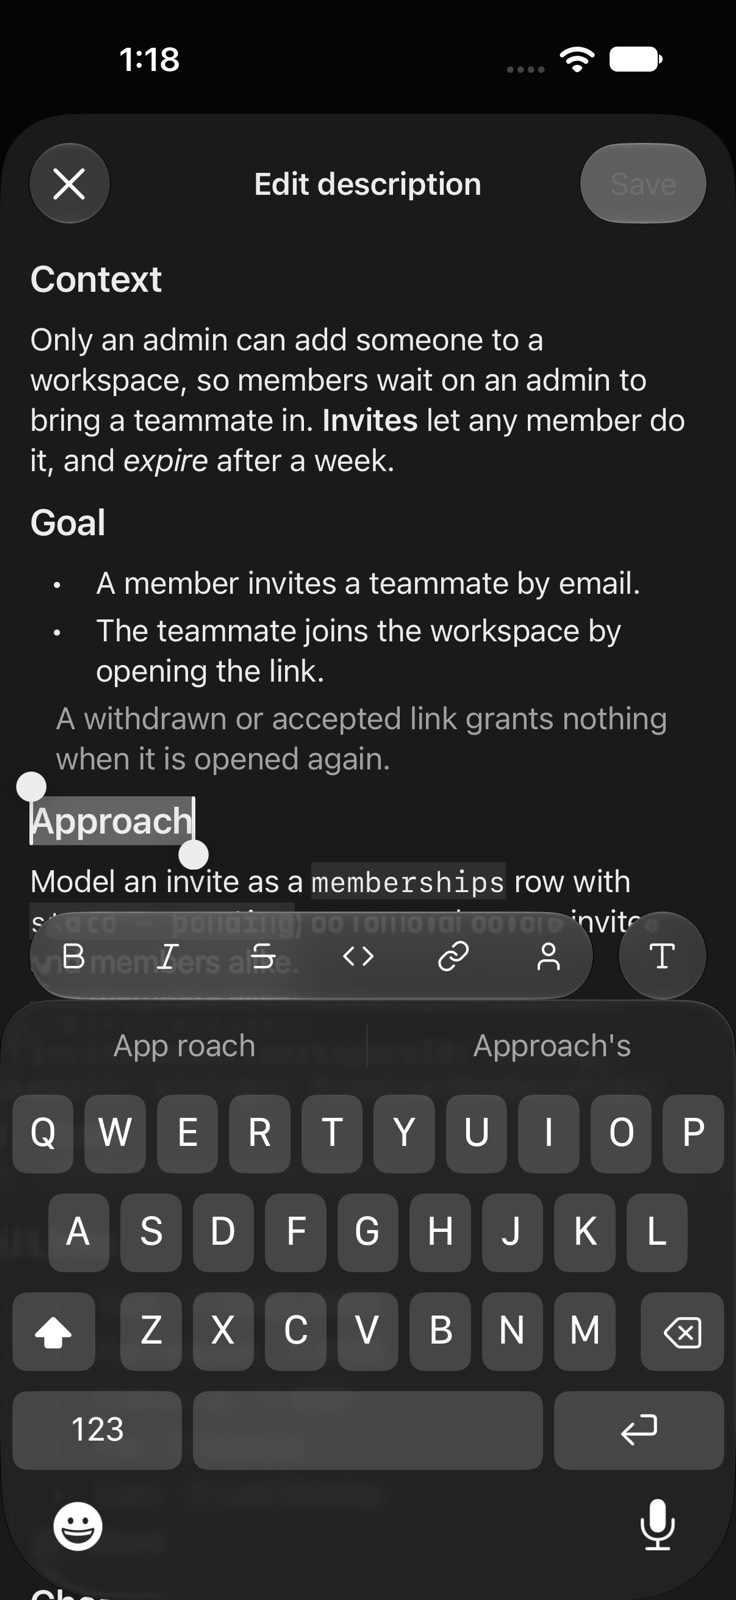 1:18
Edit description
Save
Context
Only an admin can add someone to a
workspace, so members wait on an admin to
bring a teammate in. Invites let any member do
it, and expire after a week.
Goal
• A member invites a teammate by email.
• The teammate joins the workspace by
opening the link.
A withdrawn or accepted link grants nothing
when it is opened again.
Approach
Model an invite as a memberships row with
members alike.
B I S <> T
App roach
Approach's
Q W E R T Y U I O P
A S D F G H J K L
Z X C V B N M
123